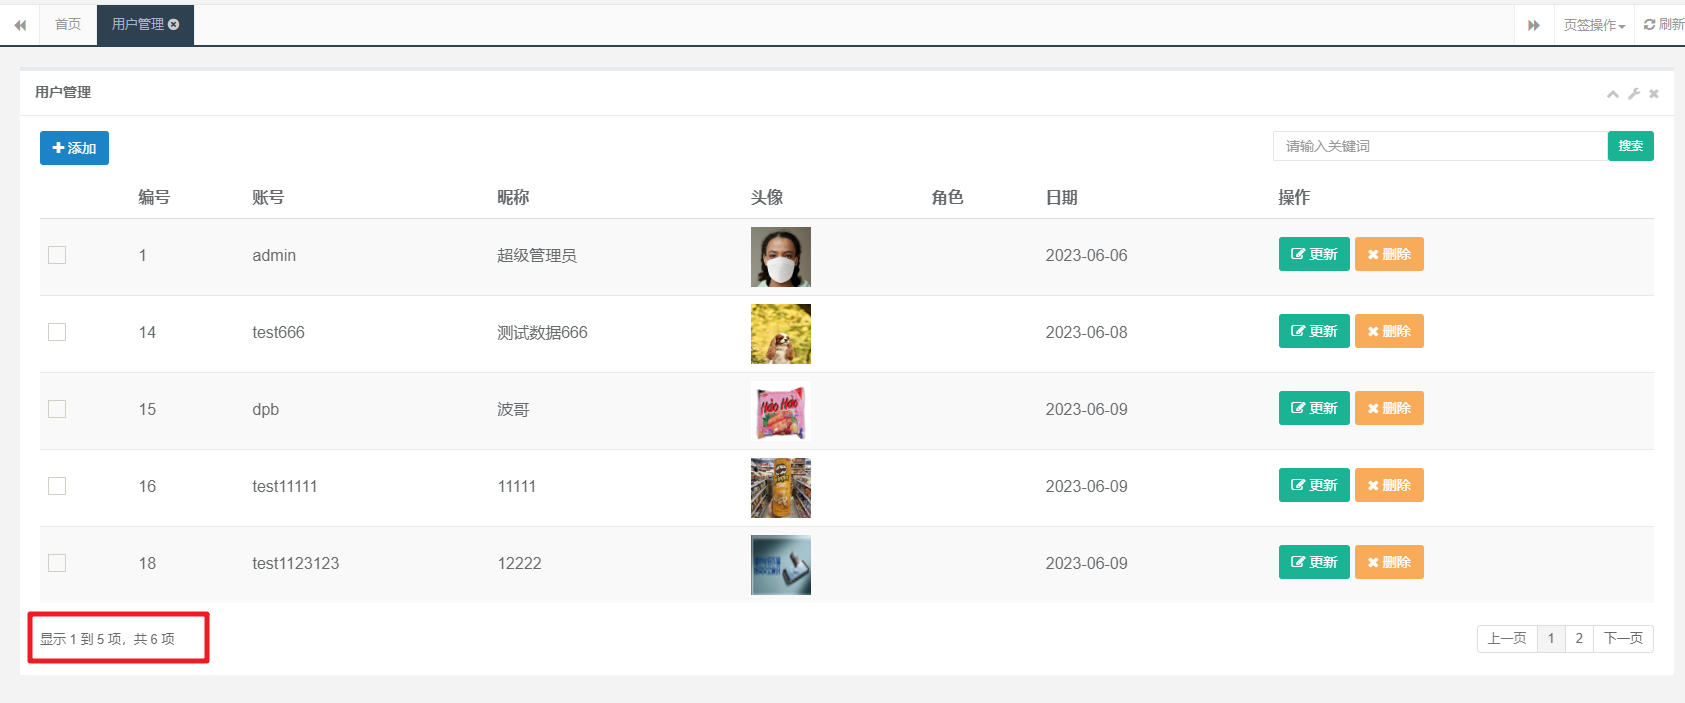 首页 用户管理 页签操作 刷新
用户管理
添加 请输入关键词 搜索
编号 账号 昵称 头像 角色 日期 操作
1 admin 超级管理员 2023-06-06 更新 删除
14 test666 测试数据666 2023-06-08 更新 删除
15 dpb 波哥 Hảo Hảo 2023-06-09 更新 删除
16 test11111 11111 2023-06-09 更新 删除
18 test1123123 12222 2023-06-09 更新 删除
显示 1 到 5 项，共 6 项 上一页 1 2 下一页